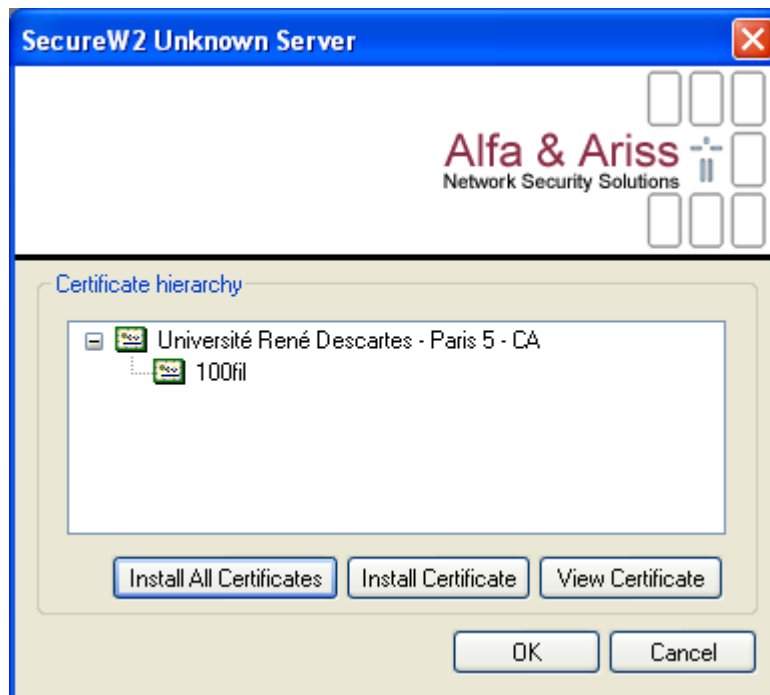 SecureW2 Unknown Server
Alfa & Ariss
Network Security Solutions
Certificate hierarchy
Université René Descartes - Paris 5 - CA
100fil
Install All Certificates Install Certificate View Certificate
OK Cancel